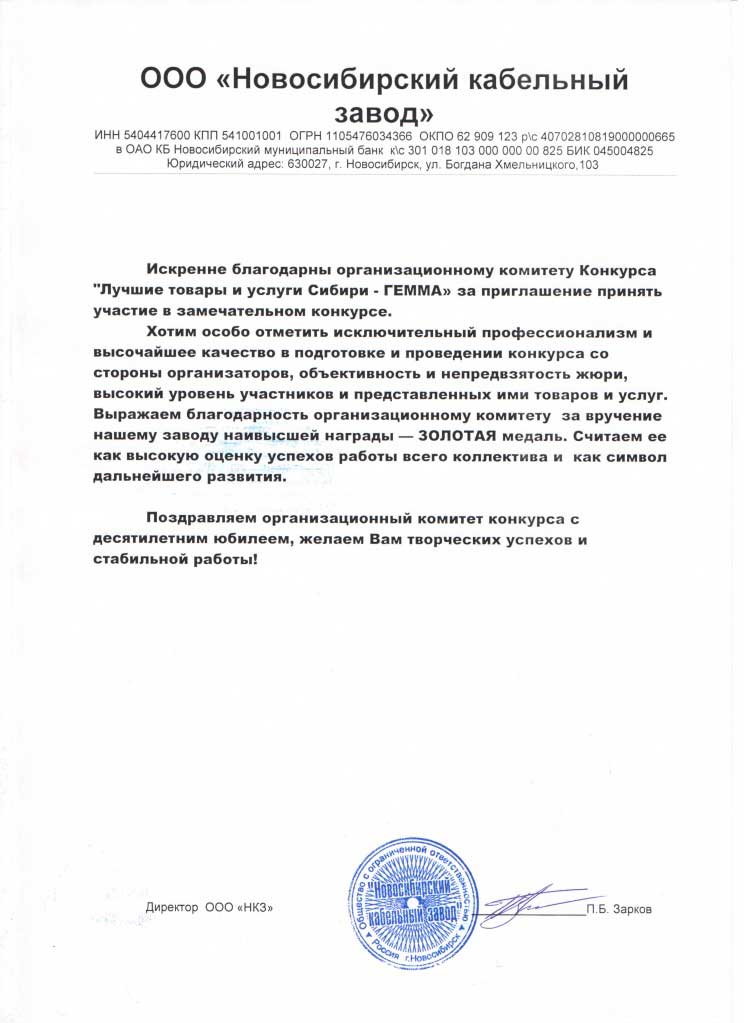 ООО «Новосибирский кабельный
завод»
ИНН 5404417600 КПП 541001001 ОГРН 1105476034366 ОКПО 62 909 123 р\с 40702810819000000665
в ОАО КБ Новосибирский муниципальный банк к\с 301 018 103 000 000 00 825 БИК 045004825
Юридический адрес: 630027, г. Новосибирск, ул. Богдана Хмельницкого,103
Искренне благодарны организационному комитету Конкурса
"Лучшие товары и услуги Сибири - ГЕММА» за приглашение принять
участие в замечательном конкурсе.
Хотим особо отметить исключительный профессионализм и
высочайшее качество в подготовке и проведении конкурса со
стороны организаторов, объективность и непредвзятость жюри,
высокий уровень участников и представленных ими товаров и услуг.
Выражаем благодарность организационному комитету за вручение
нашему заводу наивысшей награды — ЗОЛОТАЯ медаль. Считаем ее
как высокую оценку успехов работы всего коллектива и как символ
дальнейшего развития.
Поздравляем организационный комитет конкурса с
десятилетним юбилеем, желаем Вам творческих успехов и
стабильной работы!
Общество с ограниченной ответственностью
"Новосибирский
кабельный завод"
Россия г.Новосибирск
Директор ООО «НКЗ»
П.Б. Зарков